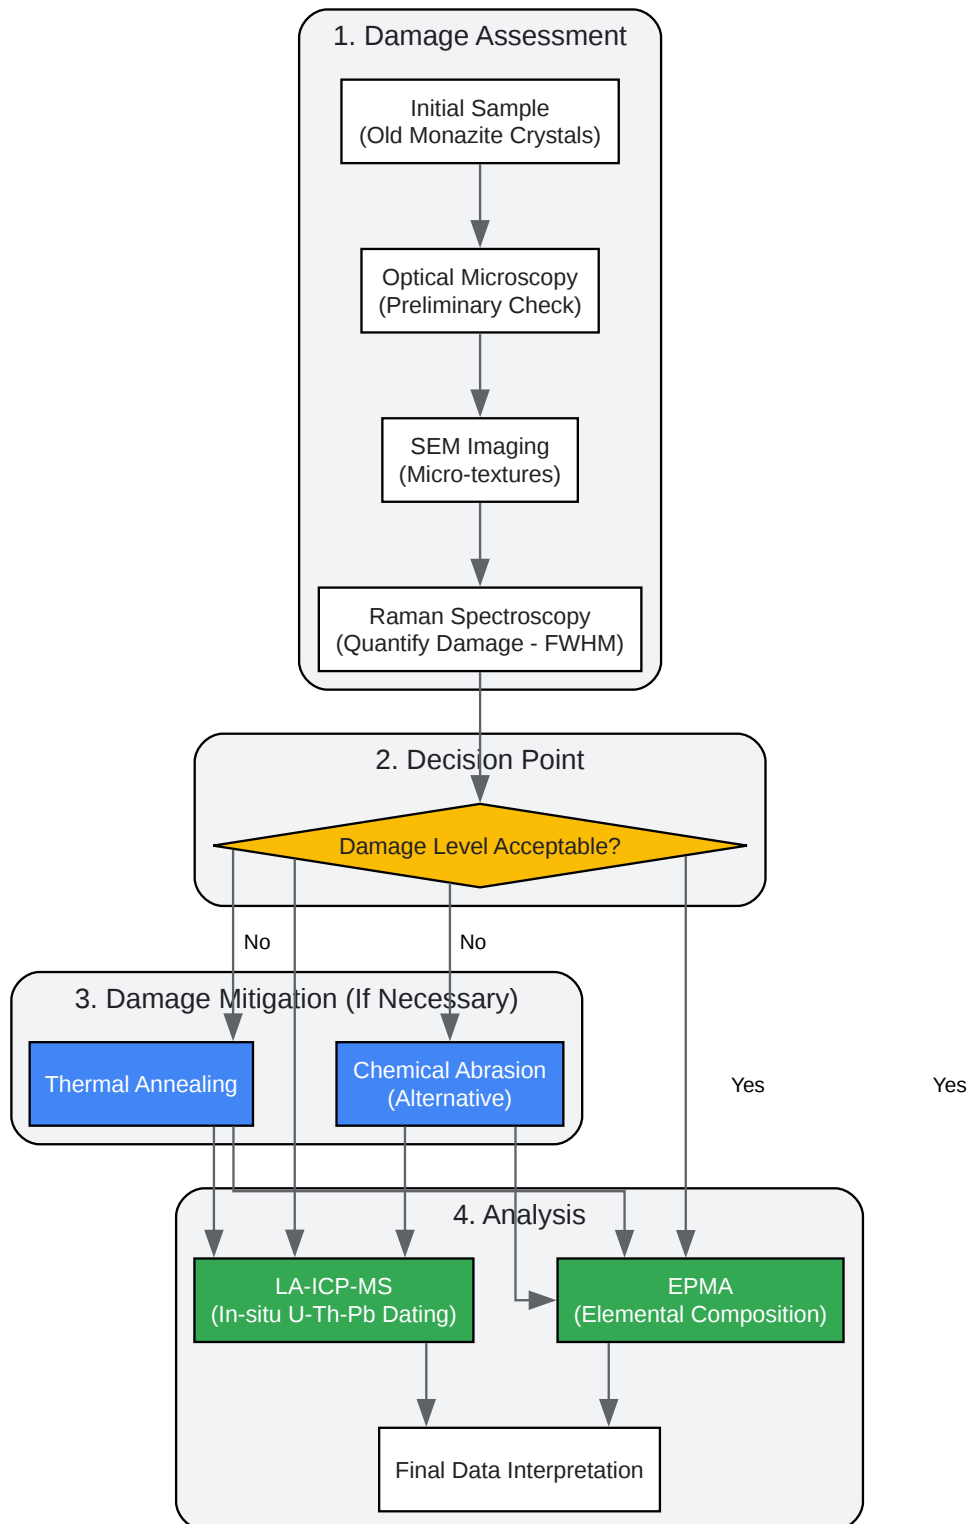 1. Damage Assessment
Initial Sample
(Old Monazite Crystals)
Optical Microscopy
(Preliminary Check)
SEM Imaging
(Micro-textures)
Raman Spectroscopy
(Quantify Damage - FWHM)
2. Decision Point
Damage Level Acceptable?
No
No
3. Damage Mitigation (If Necessary)
Thermal Annealing
Chemical Abrasion
(Alternative)
Yes
Yes
4. Analysis
LA-ICP-MS
(In-situ U-Th-Pb Dating)
EPMA
(Elemental Composition)
Final Data Interpretation